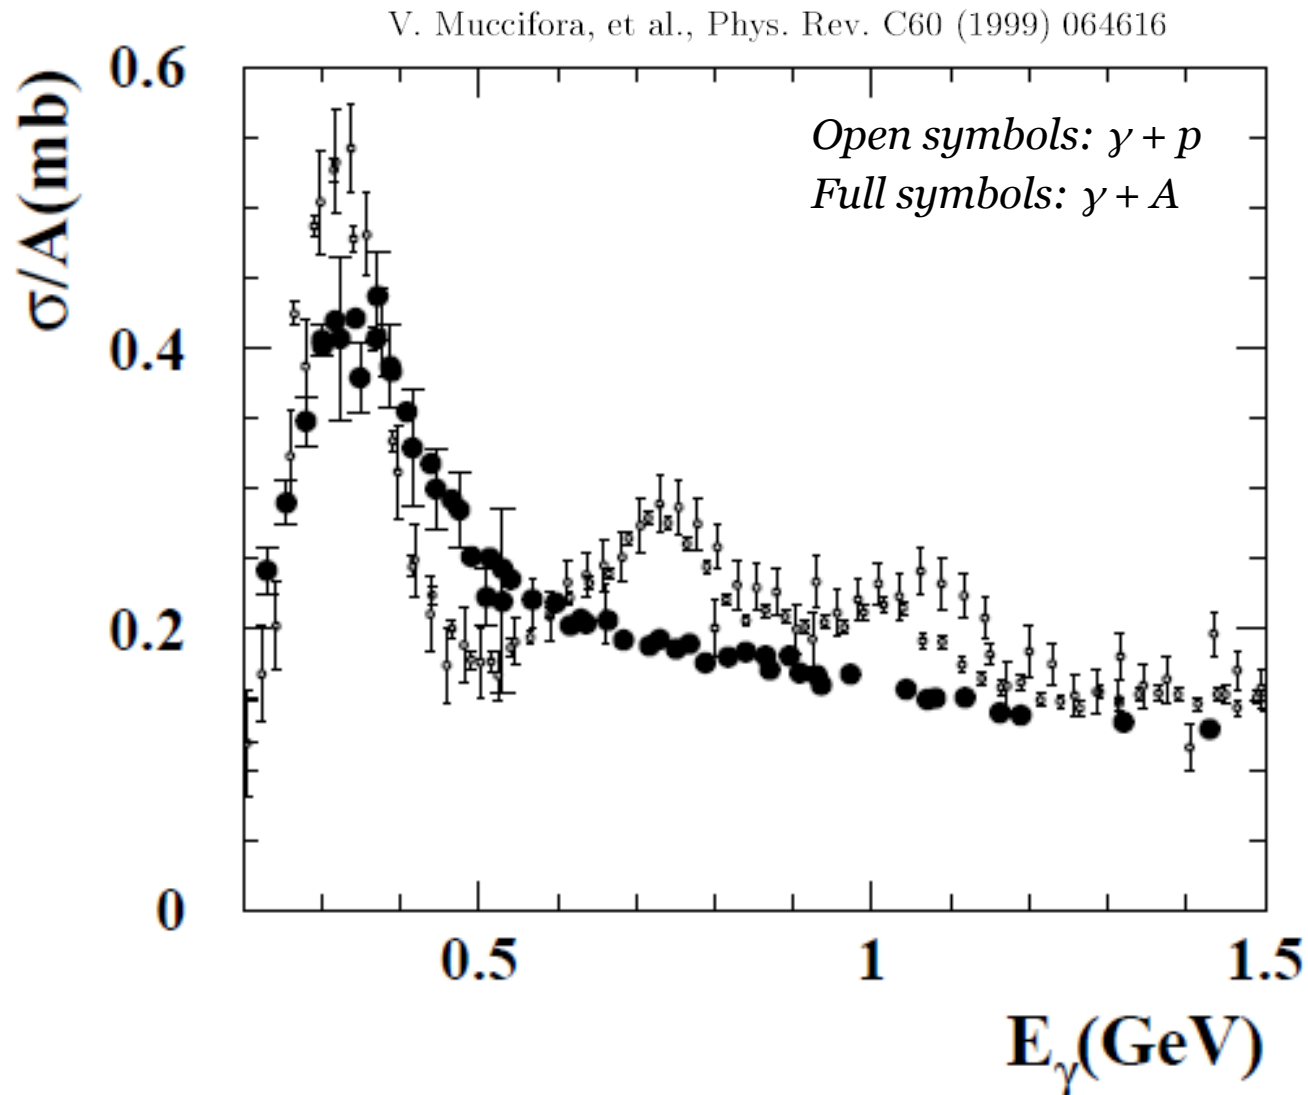 V. Muccifora, et al., Phys. Rev. C60 (1999) 064616
σ/A(mb)
0.6
Open symbols: γ + p
Full symbols: γ + A
0.4
0.2
0
0.5
1
1.5
Eγ(GeV)